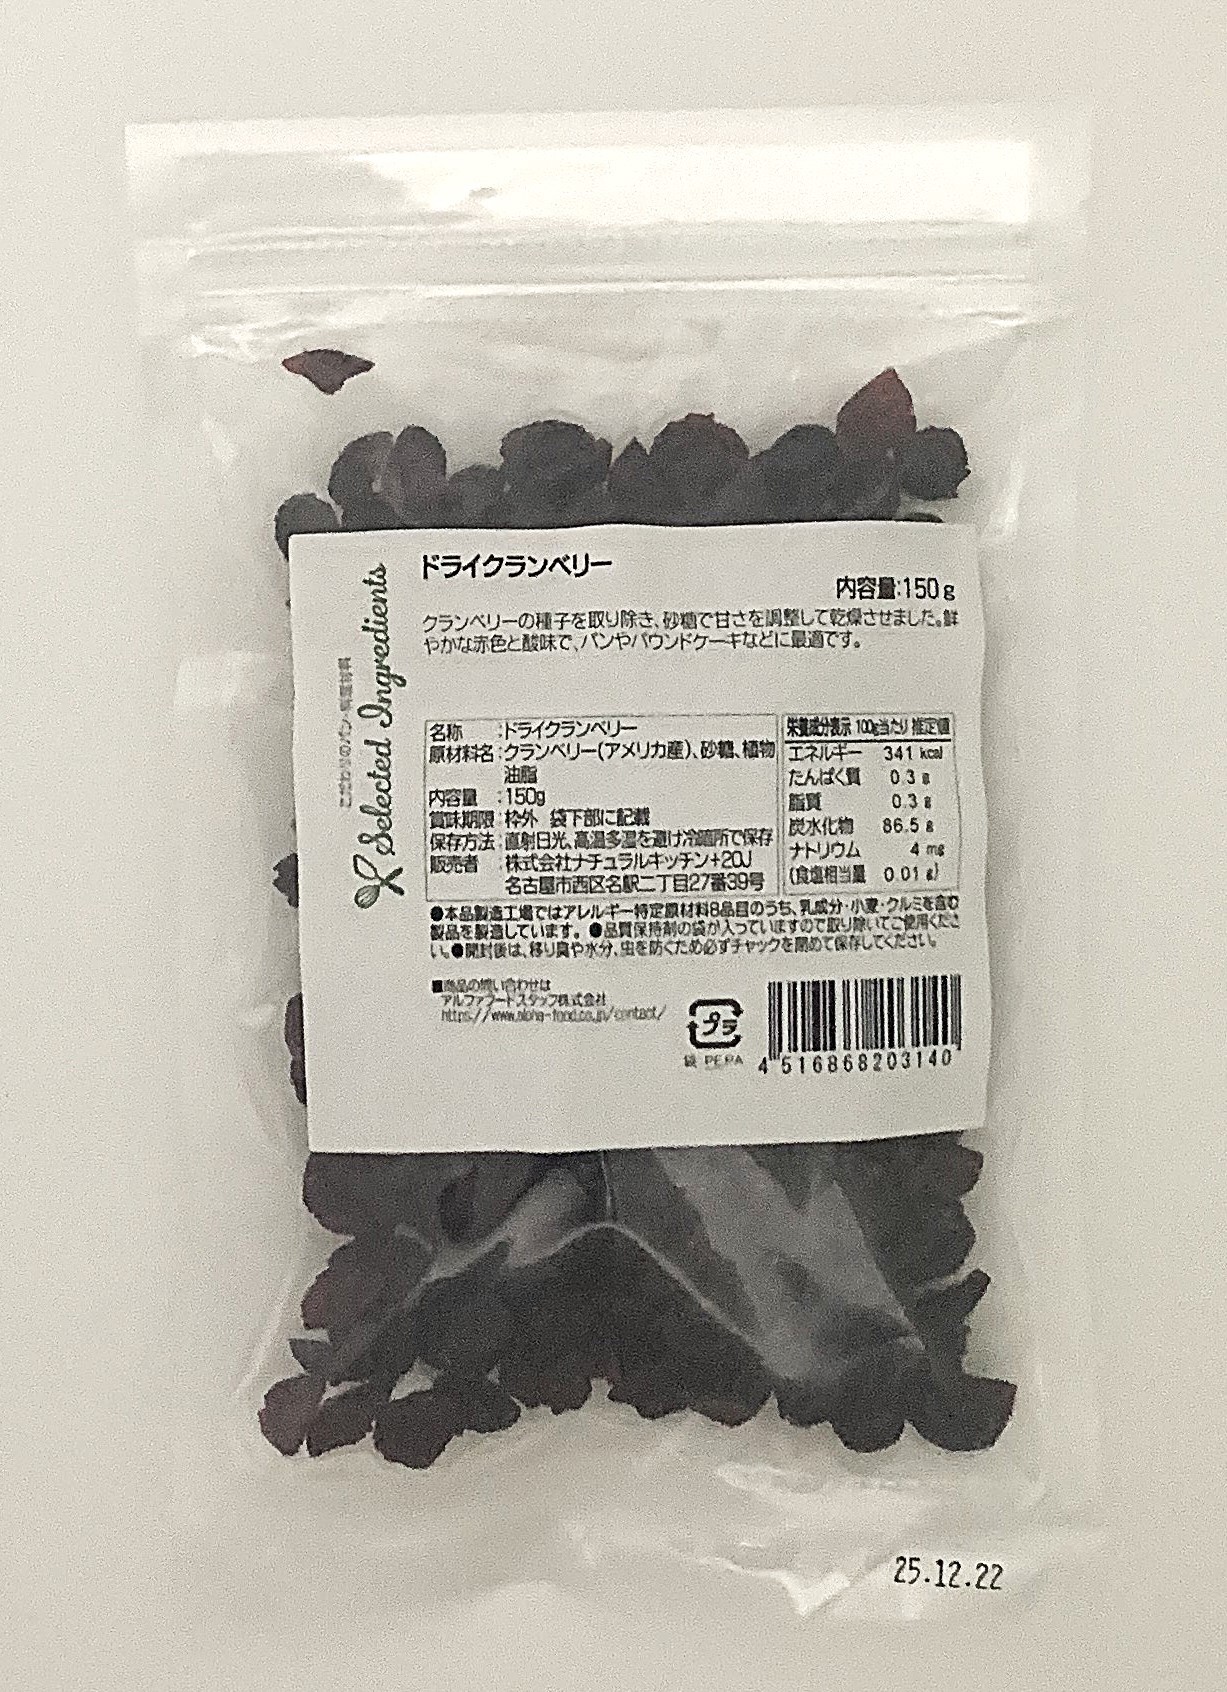 こだわりのパン・製菓材料
Selected Ingredients
ドライクランベリー
内容量:150g
クランベリーの種子を取り除き、砂糖で甘さを調整して乾燥させました。鮮
やかな赤色と酸味で、パンやパウンドケーキなどに最適です。
名称 :ドライクランベリー
原材料名:クランベリー(アメリカ産)、砂糖、植物
油脂
内容量 :150g
賞味期限:枠外 袋下部に記載
保存方法:直射日光、高温多湿を避け冷暗所で保存
販売者 :株式会社ナチュラルキッチン+20J
名古屋市西区名駅二丁目27番39号
栄養成分表示 100g当たり 推定値
エネルギー 341 kcal
たんぱく質 0.3 g
脂質 0.3 g
炭水化物 86.5 g
ナトリウム 4 mg
(食塩相当量 0.01 g)
●本品製造工場ではアレルギー特定原材料8品目のうち、乳成分・小麦・クルミを含む
製品を製造しています。●品質保持剤の袋が入っていますので取り除いてご使用くださ
い。●開封後は、移り臭や水分、虫を防ぐため必ずチャックを閉めて保存してください。
■商品の問い合わせは
アルファフードスタッフ株式会社
https://www.alpha-food.co.jp/contact/
プラ
袋 PE,PA
4516868203140
25.12.22